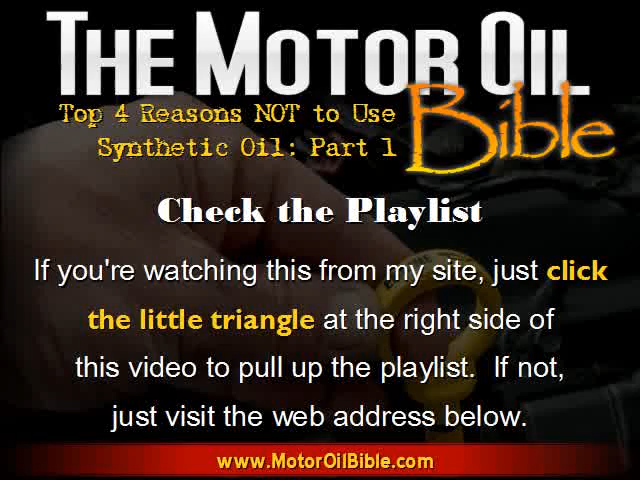 THE MOTOR OIL
Bible
Top 4 Reasons NOT to Use
Synthetic Oil: Part 1
Check the Playlist
If you're watching this from my site, just click
the little triangle at the right side of
this video to pull up the playlist. If not,
just visit the web address below.
www.MotorOilBible.com